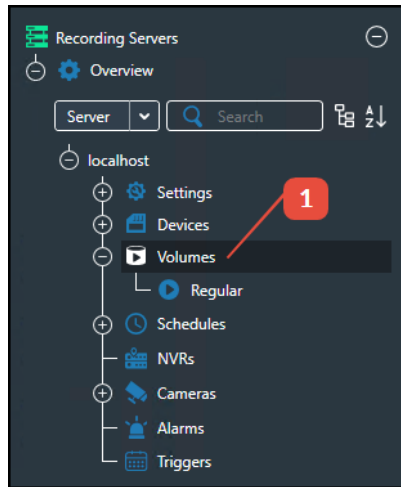 Recording Servers
Overview
Server
Search
A
Z
localhost
Settings
1
Devices
Volumes
Regular
Schedules
NVRs
Cameras
Alarms
Triggers